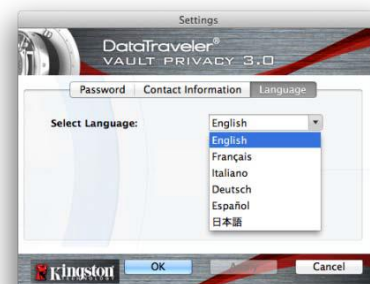 Settings
DataTraveler®
VAULT PRIVACY 3.0
Password Contact Information Language
Select Language: English
English
Français
Italiano
Deutsch
Español
日本語
Kingston
TECHNOLOGY
OK Cancel